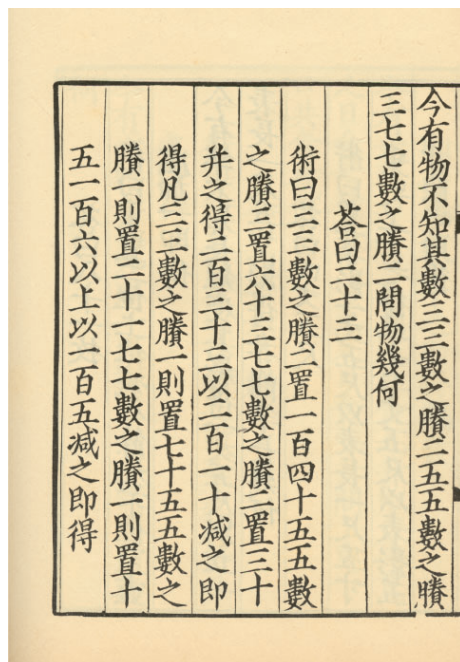 今有物不知其數三三數之賸二五五數之賸
三七七數之賸二問物幾何
荅曰二十三
術曰三三數之賸二置一百四十五五數
之賸三置六十三七七數之賸二置三十
并之得二百三十三以二百一十減之即
得凡三三數之賸一則置七十五五數之
賸一則置二十一七七數之賸一則置十
五一百六以上以一百五減之即得